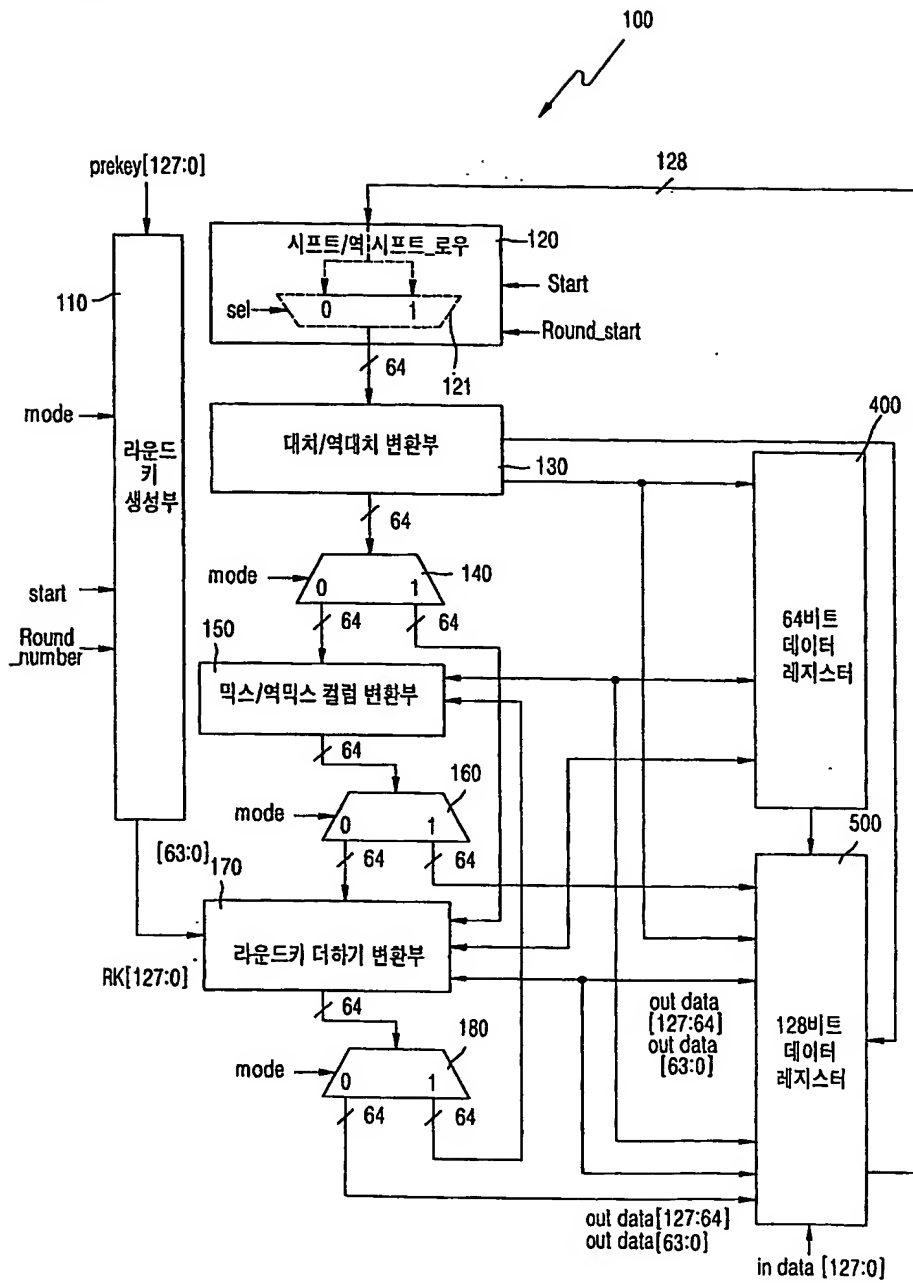 100
128
prekey[127:0]
시프트/역 시프트_로우
120
110
Start
sel
0 1
Round_start
64
121
400
mode
대치/역대치 변환부
라운드
키
생성부
130
64
mode
140
0 1
start
64 64
64비트
데이터
레지스터
Round
_number
150
믹스/역믹스 컬럼 변환부
64
160
mode
0 1
500
[63:0]
64 64
170
라운드키 더하기 변환부
RK[127:0]
64
out data
[127:64]
out data
[63:0]
128비트
데이터
레지스터
180
mode
0 1
64 64
out data[127:64]
out data[63:0]
in data [127:0]